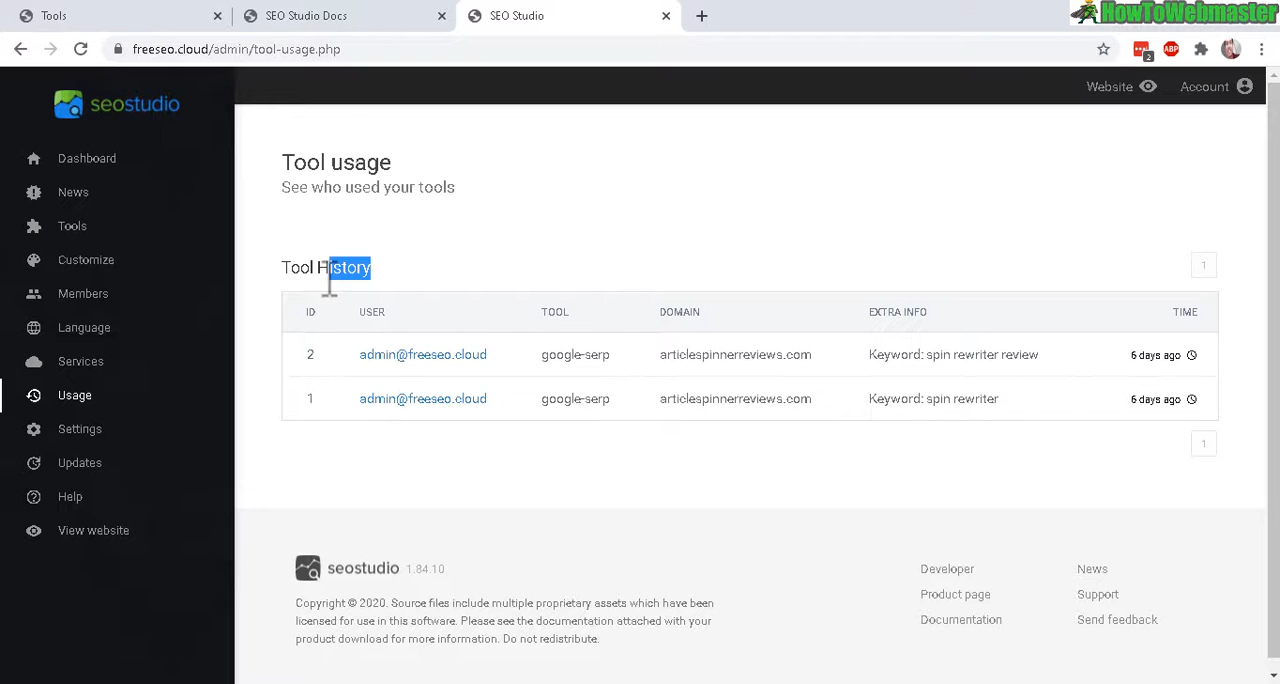 Tools
SEO Studio Docs
SEO Studio
HowToWebmaster
freeseo.cloud/admin/tool-usage.php
ABP
2
seostudio
Website
Account
Dashboard
News
Tools
Customize
Members
Language
Services
Usage
Settings
Updates
Help
View website
Tool usage
See who used your tools
Tool History
1
ID USER TOOL DOMAIN EXTRA INFO TIME
2 admin@freeseo.cloud google-serp articlespinnerreviews.com Keyword: spin rewriter review 6 days ago
1 admin@freeseo.cloud google-serp articlespinnerreviews.com Keyword: spin rewriter 6 days ago
1
seostudio 1.84.10
Copyright © 2020. Source files include multiple proprietary assets which have been
licensed for use in this software. Please see the documentation attached with your
product download for more information. Do not redistribute.
Developer
Product page
Documentation
News
Support
Send feedback